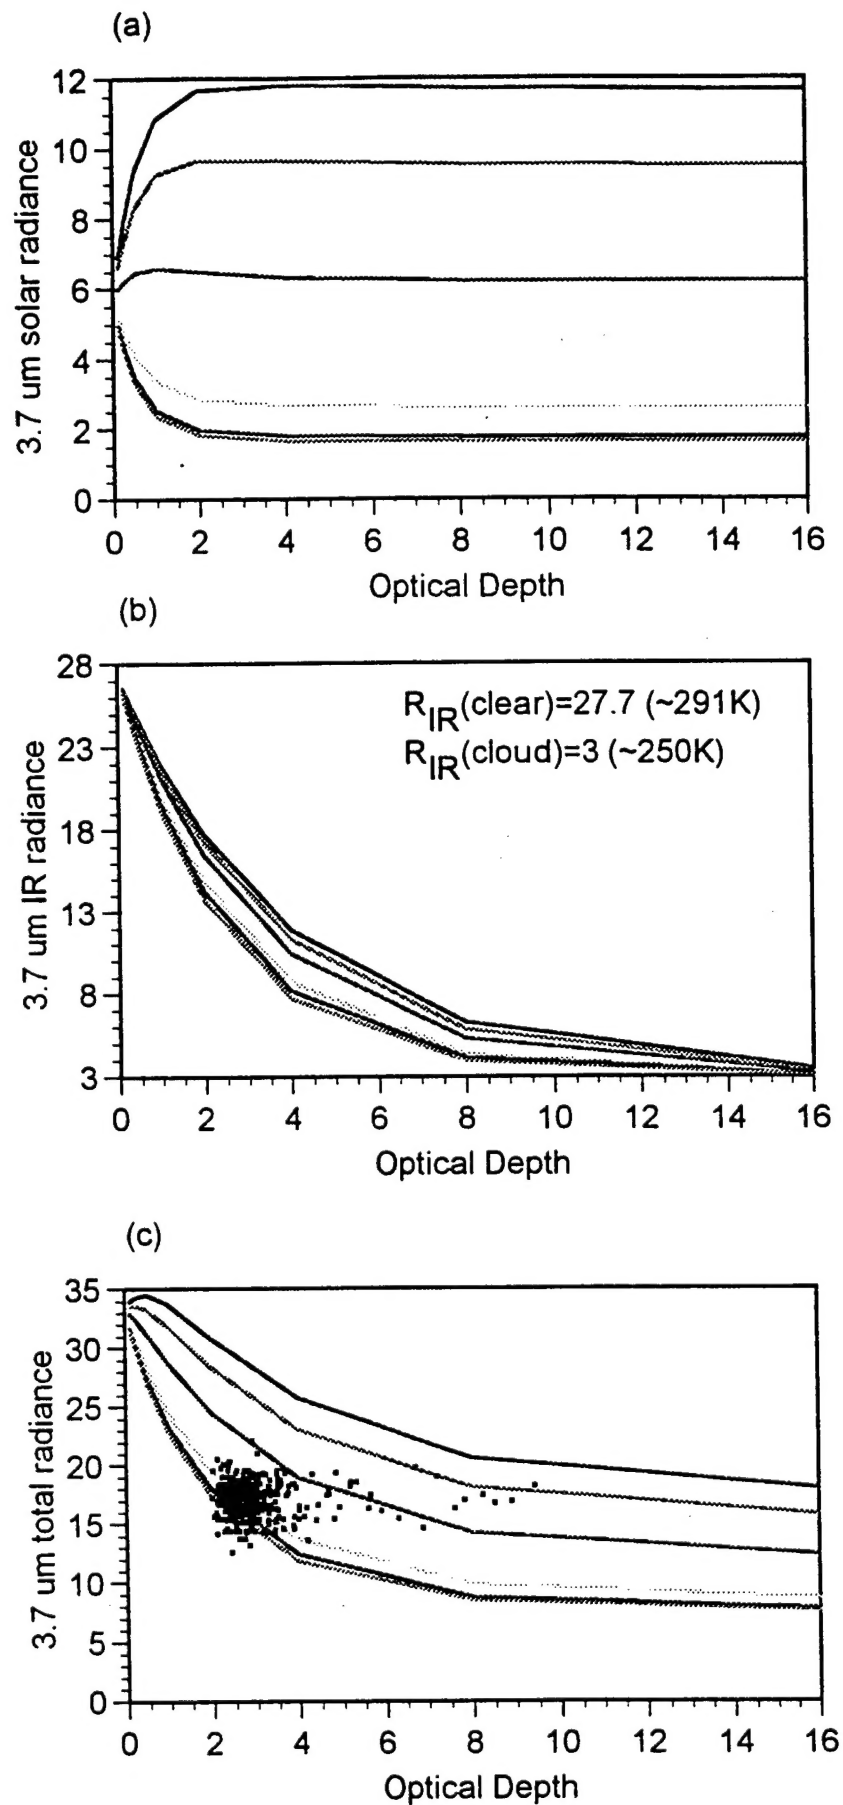 (a)
12
10
8
6
4
2
0
3.7 um solar radiance
0 2 4 6 8 10 12 14 16
Optical Depth
(b)
28
23
18
13
8
3
3.7 um IR radiance
R_IR(clear)=27.7 (~291K)
R_IR(cloud)=3 (~250K)
0 2 4 6 8 10 12 14 16
Optical Depth
(c)
35
30
25
20
15
10
5
0
3.7 um total radiance
0 2 4 6 8 10 12 14 16
Optical Depth